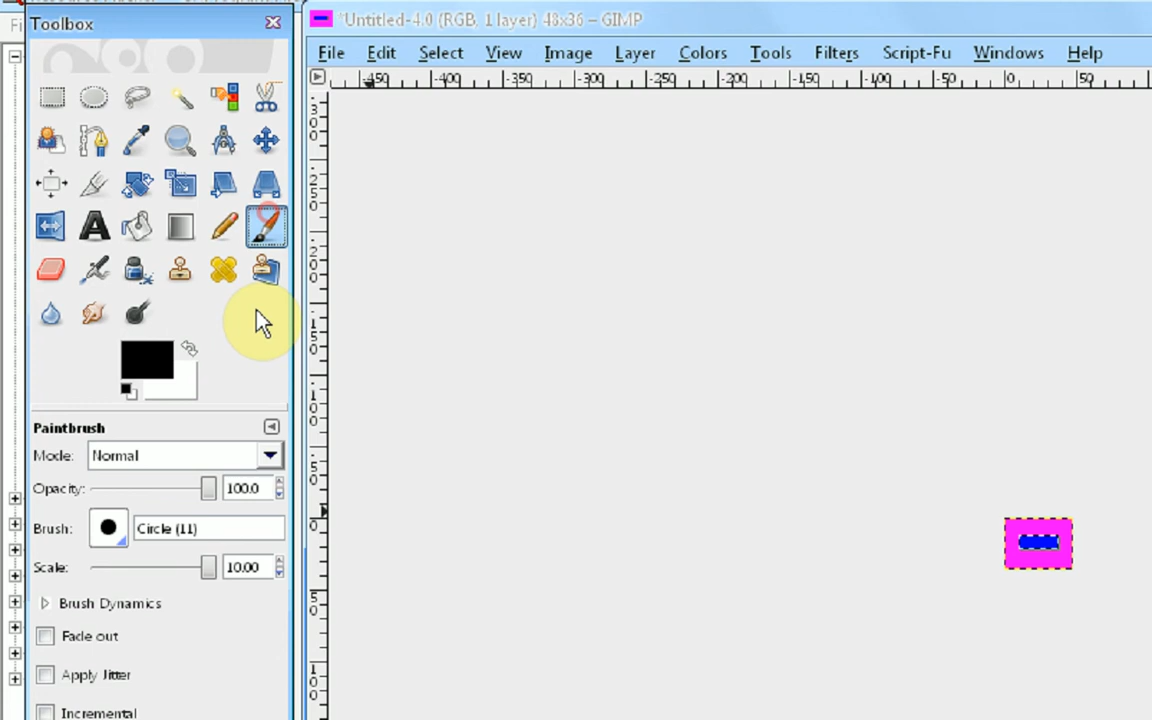 Toolbox
*Untitled-4.0 (RGB, 1 layer) 48x36 – GIMP
Fi
File Edit Select View Image Layer Colors Tools Filters Script-Fu Windows Help
-450 -400 -350 -300 -250 -200 -150 -100 -50 0 50
Paintbrush
Mode: Normal
Opacity: 100.0
Brush: Circle (11)
Scale: 10.00
Brush Dynamics
Fade out
Apply Jitter
Incremental